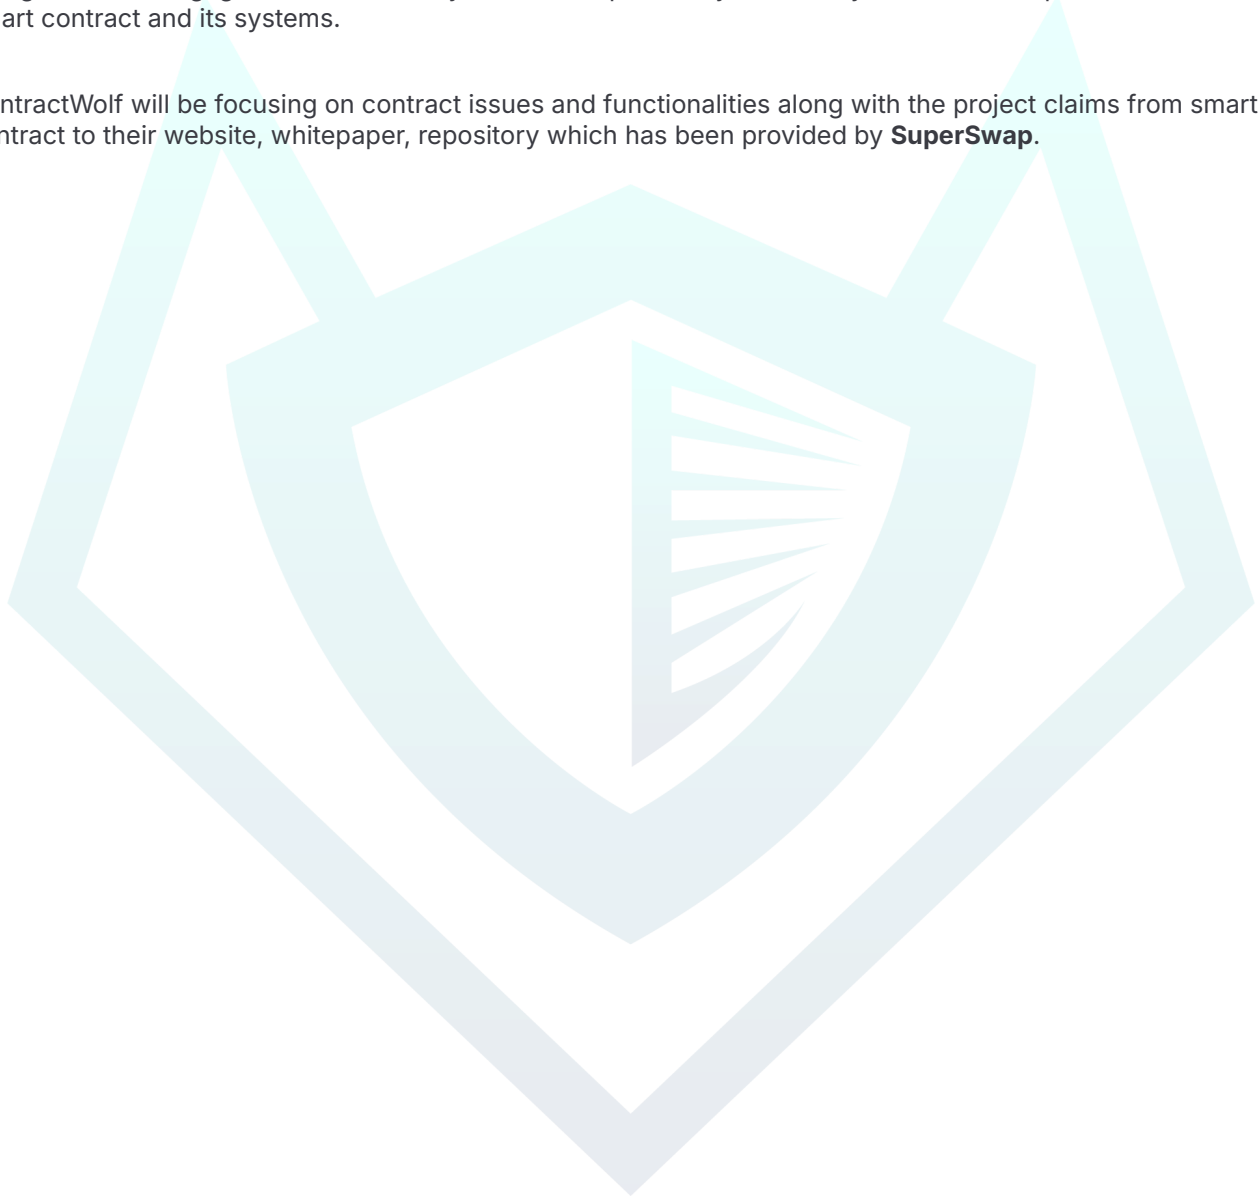 art contract and its systems.
ntractWolf will be focusing on contract issues and functionalities along with the project claims from smart
ntract to their website, whitepaper, repository which has been provided by SuperSwap.